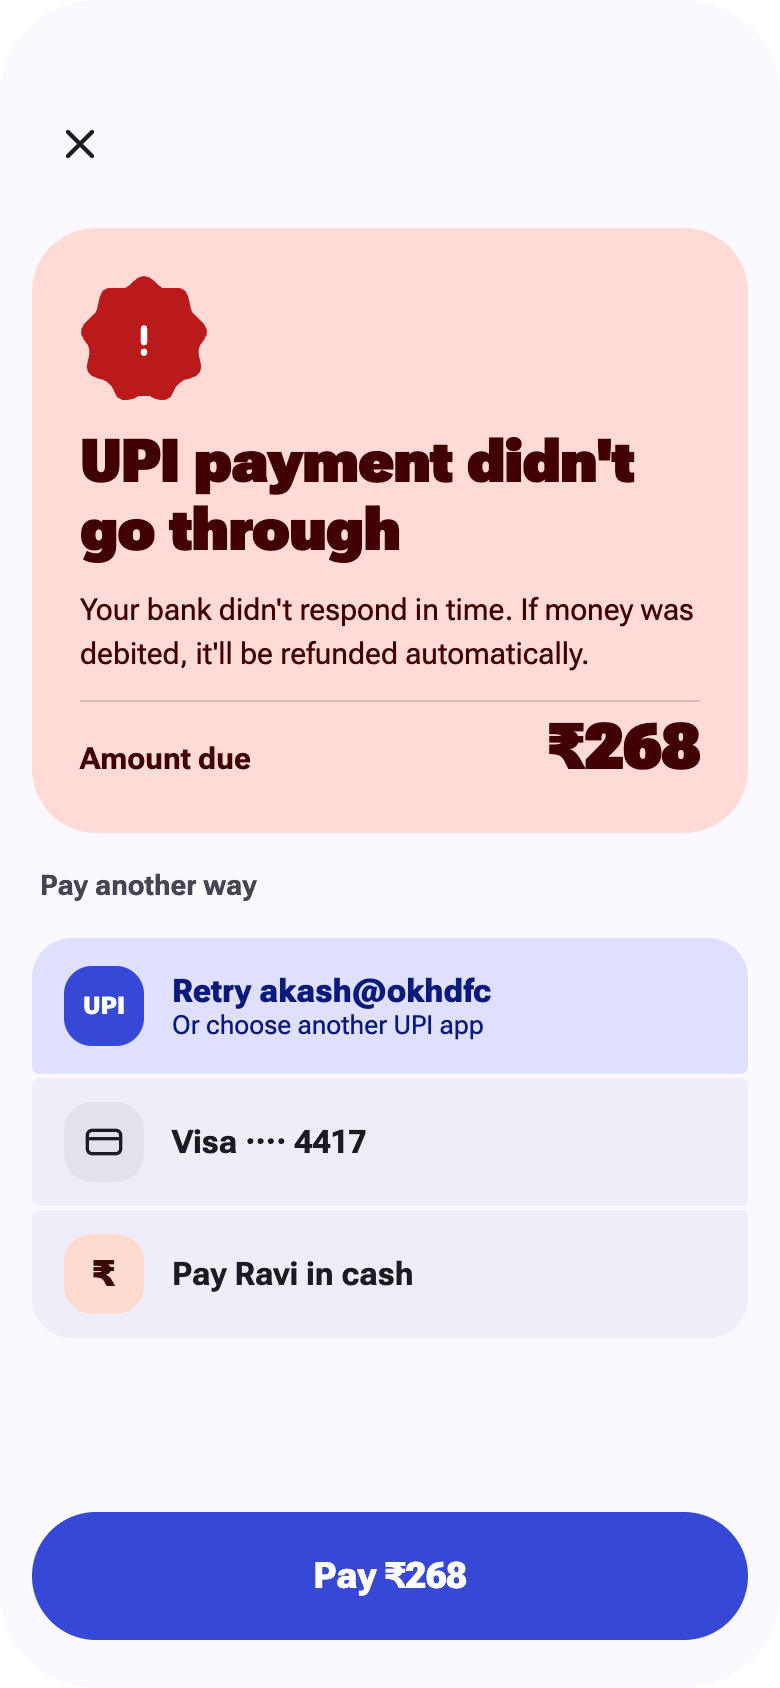 !
UPI payment didn't
go through
Your bank didn't respond in time. If money was
debited, it'll be refunded automatically.
Amount due ₹268
Pay another way
UPI Retry akash@okhdfc
Or choose another UPI app
Visa ···· 4417
₹ Pay Ravi in cash
Pay ₹268